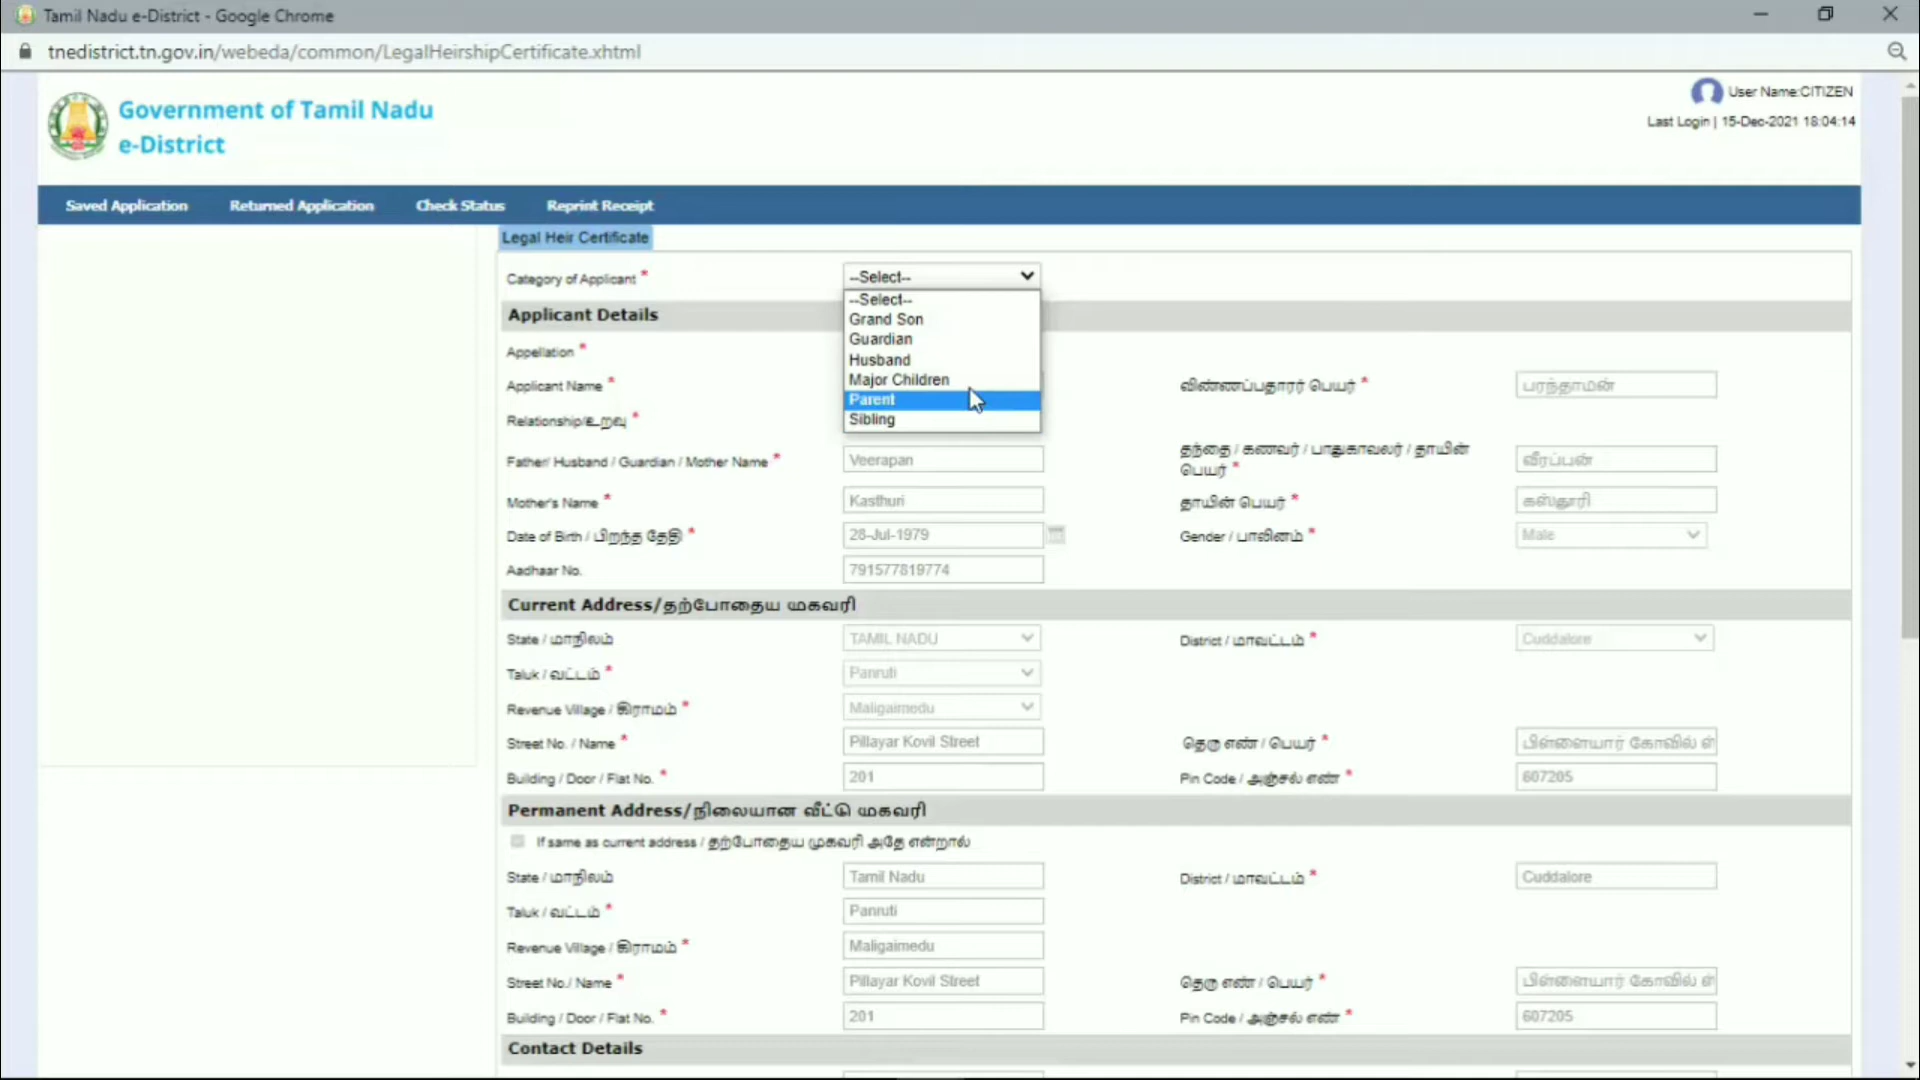 Tamil Nadu e-District - Google Chrome
tnedistrict.tn.gov.in/webeda/common/LegalHeirshipCertificate.xhtml
Government of Tamil Nadu
e-District
User Name:CITIZEN
Last Login | 15-Dec-2021 18:04:14
Saved Application Returned Application Check Status Reprint Receipt
Legal Heir Certificate
Category of Applicant * --Select--
--Select--
Grand Son
Guardian
Husband
Major Children
Parent
Sibling
Applicant Details
Appellation *
Applicant Name * விண்ணப்பதாரர் பெயர் * பரந்தாமன்
Relationship/உறவு *
Father/ Husband / Guardian / Mother Name * Veerapan தந்தை / கணவர் / பாதுகாவலர் / தாயின்
பெயர் * வீரப்பன்
Mother's Name * Kasthuri தாயின் பெயர் * கஸ்தூரி
Date of Birth / பிறந்த தேதி * 28-Jul-1979 Gender / பாலினம் * Male
Aadhaar No. 791577819774
Current Address/தற்போதைய முகவரி
State / மாநிலம் TAMIL NADU District / மாவட்டம் * Cuddalore
Taluk / வட்டம் * Panruti
Revenue Village / கிராமம் * Maligaimedu
Street No. / Name * Pillayar Kovil Street தெரு எண் / பெயர் * பிள்ளையார் கோவில் ஸ்
Building / Door / Flat No. * 201 Pin Code / அஞ்சல் எண் * 607205
Permanent Address/நிலையான வீட்டு முகவரி
If same as current address / தற்போதைய முகவரி அதே என்றால்
State / மாநிலம் Tamil Nadu District / மாவட்டம் * Cuddalore
Taluk / வட்டம் * Panruti
Revenue Village / கிராமம் * Maligaimedu
Street No./ Name * Pillayar Kovil Street தெரு எண் / பெயர் * பிள்ளையார் கோவில் ஸ்
Building / Door / Flat No. * 201 Pin Code / அஞ்சல் எண் * 607205
Contact Details